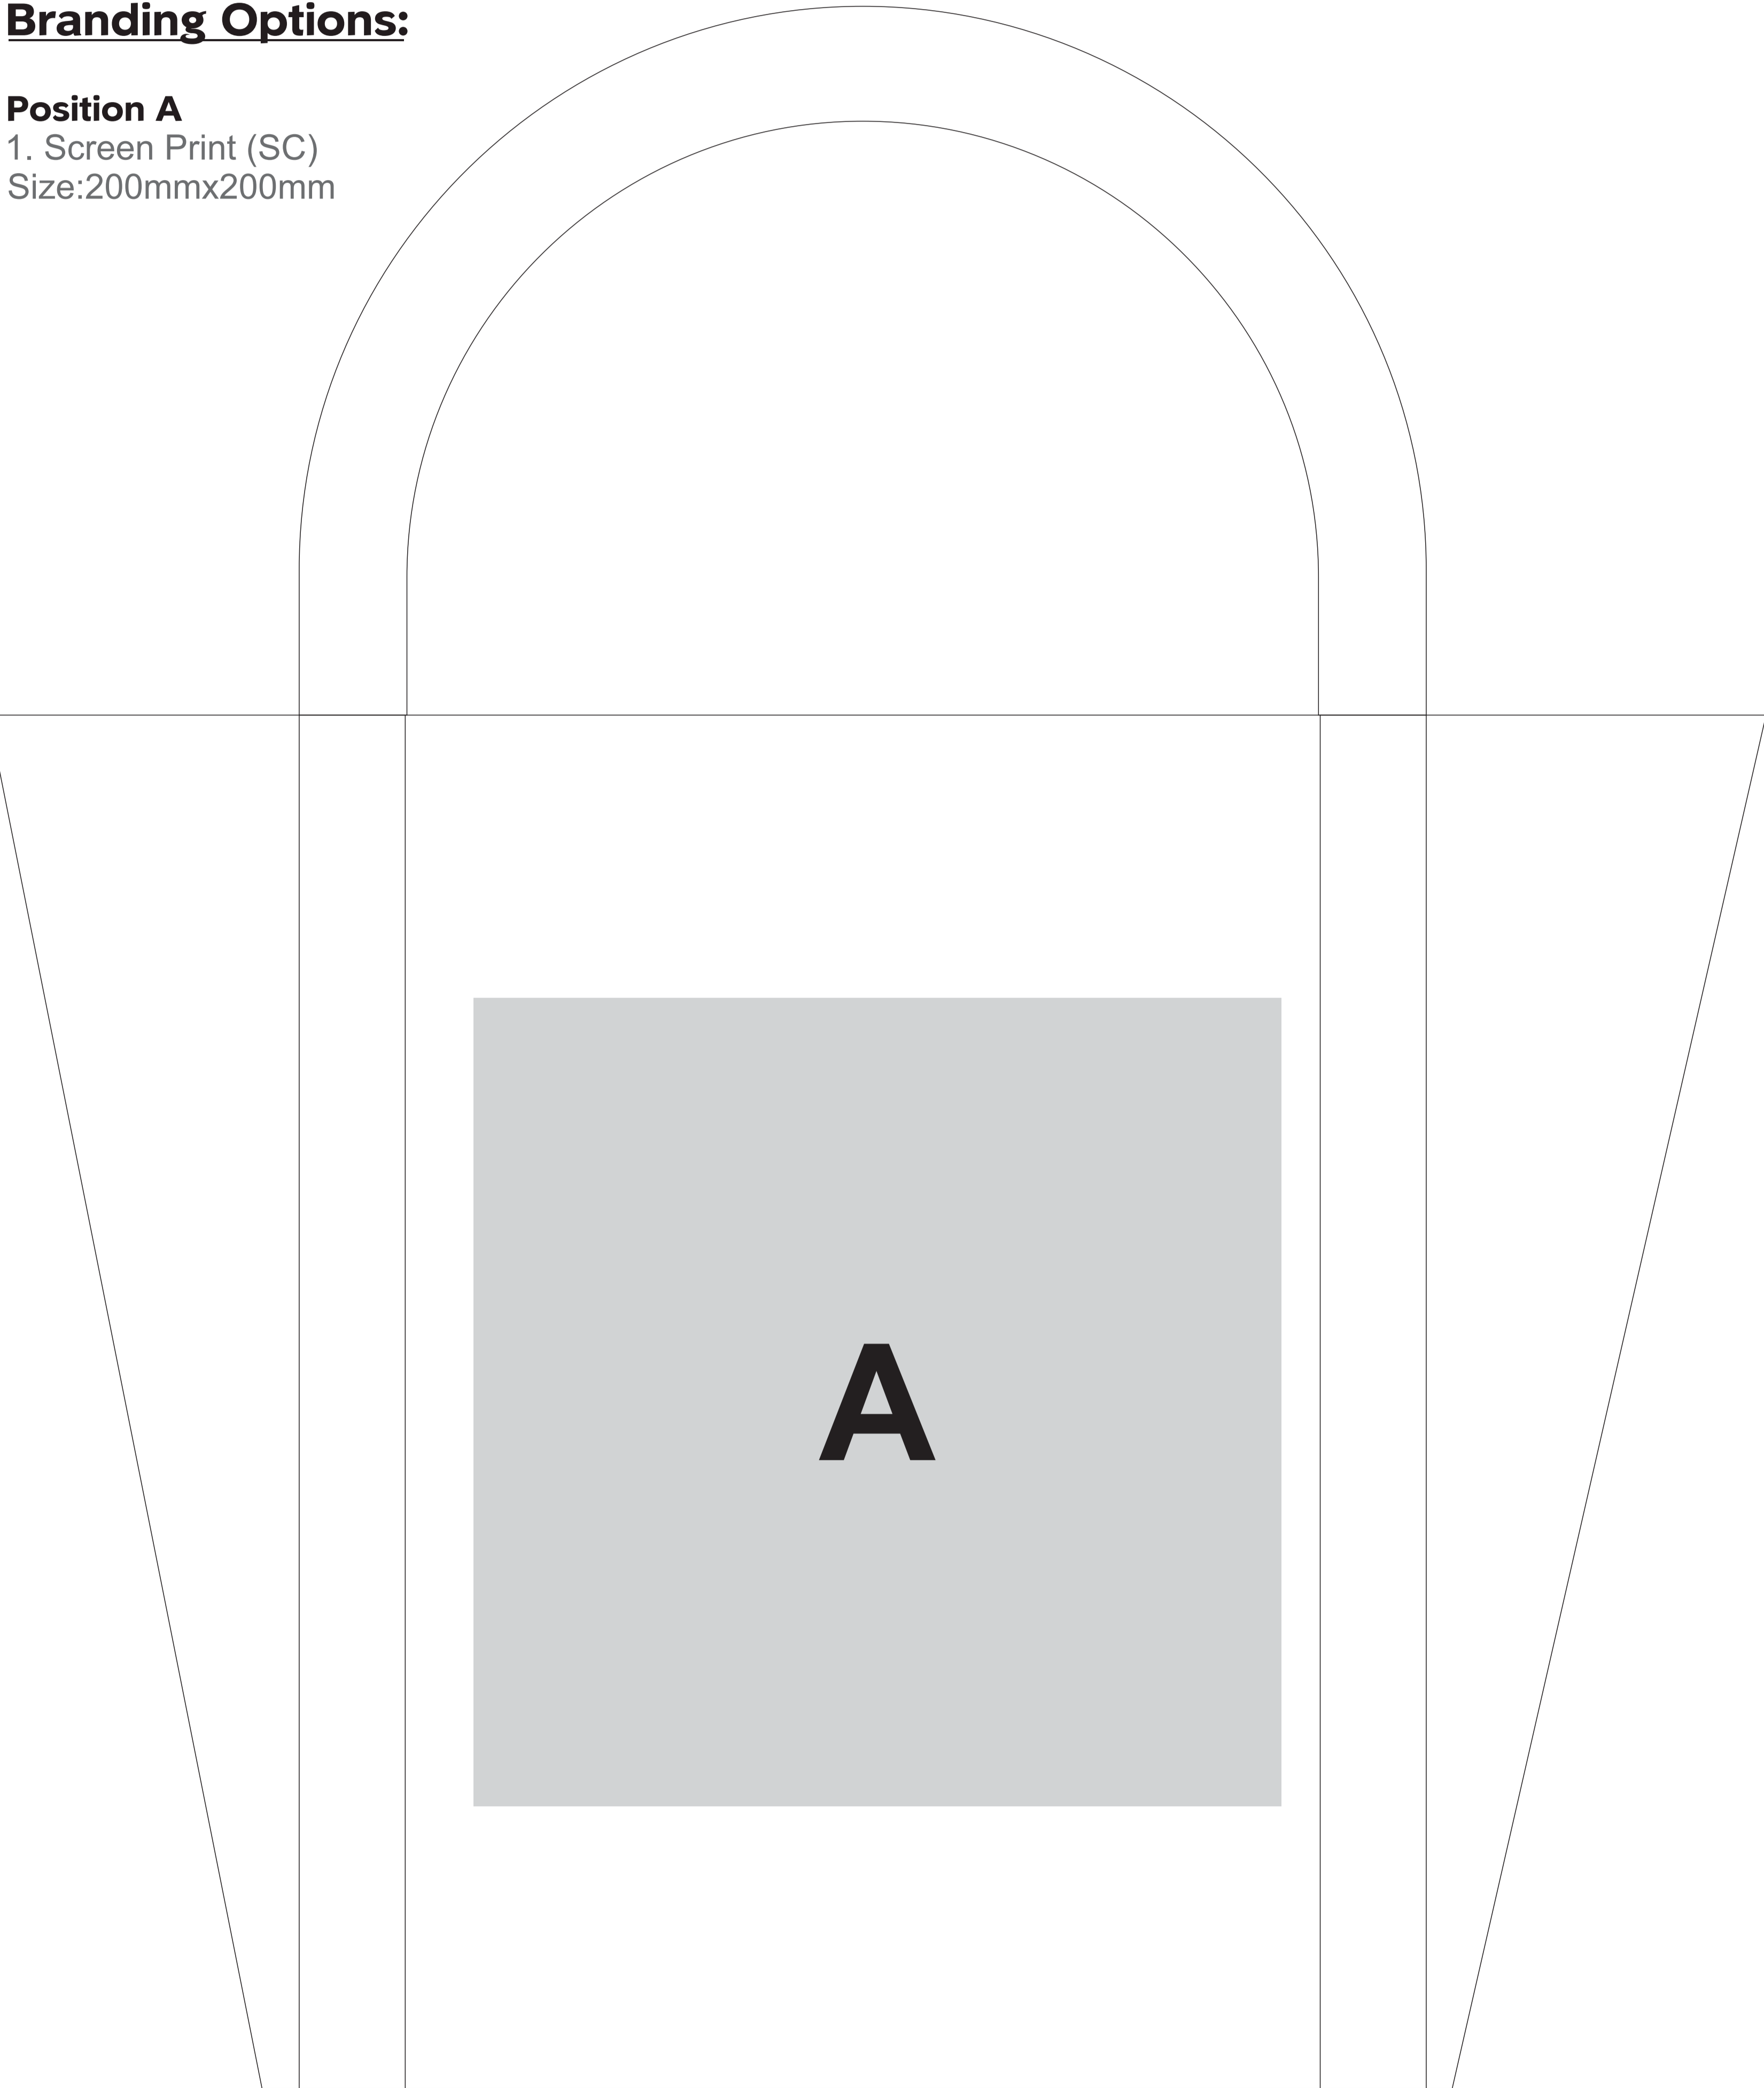 Branding Options:
Position A
1. Screen Print (SC)
Size:200mmx200mm
A